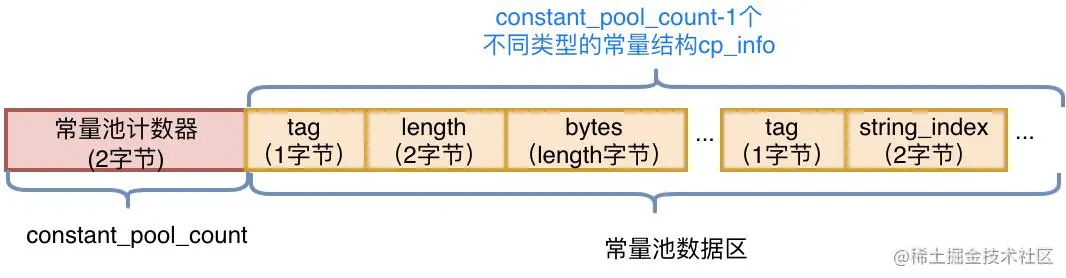 constant_pool_count-1个
不同类型的常量结构cp_info
常量池计数器
(2字节)
tag
(1字节)
length
(2字节)
bytes
(length字节)
...
tag
(1字节)
string_index
(2字节)
...
constant_pool_count
常量池数据区
@稀土掘金技术社区